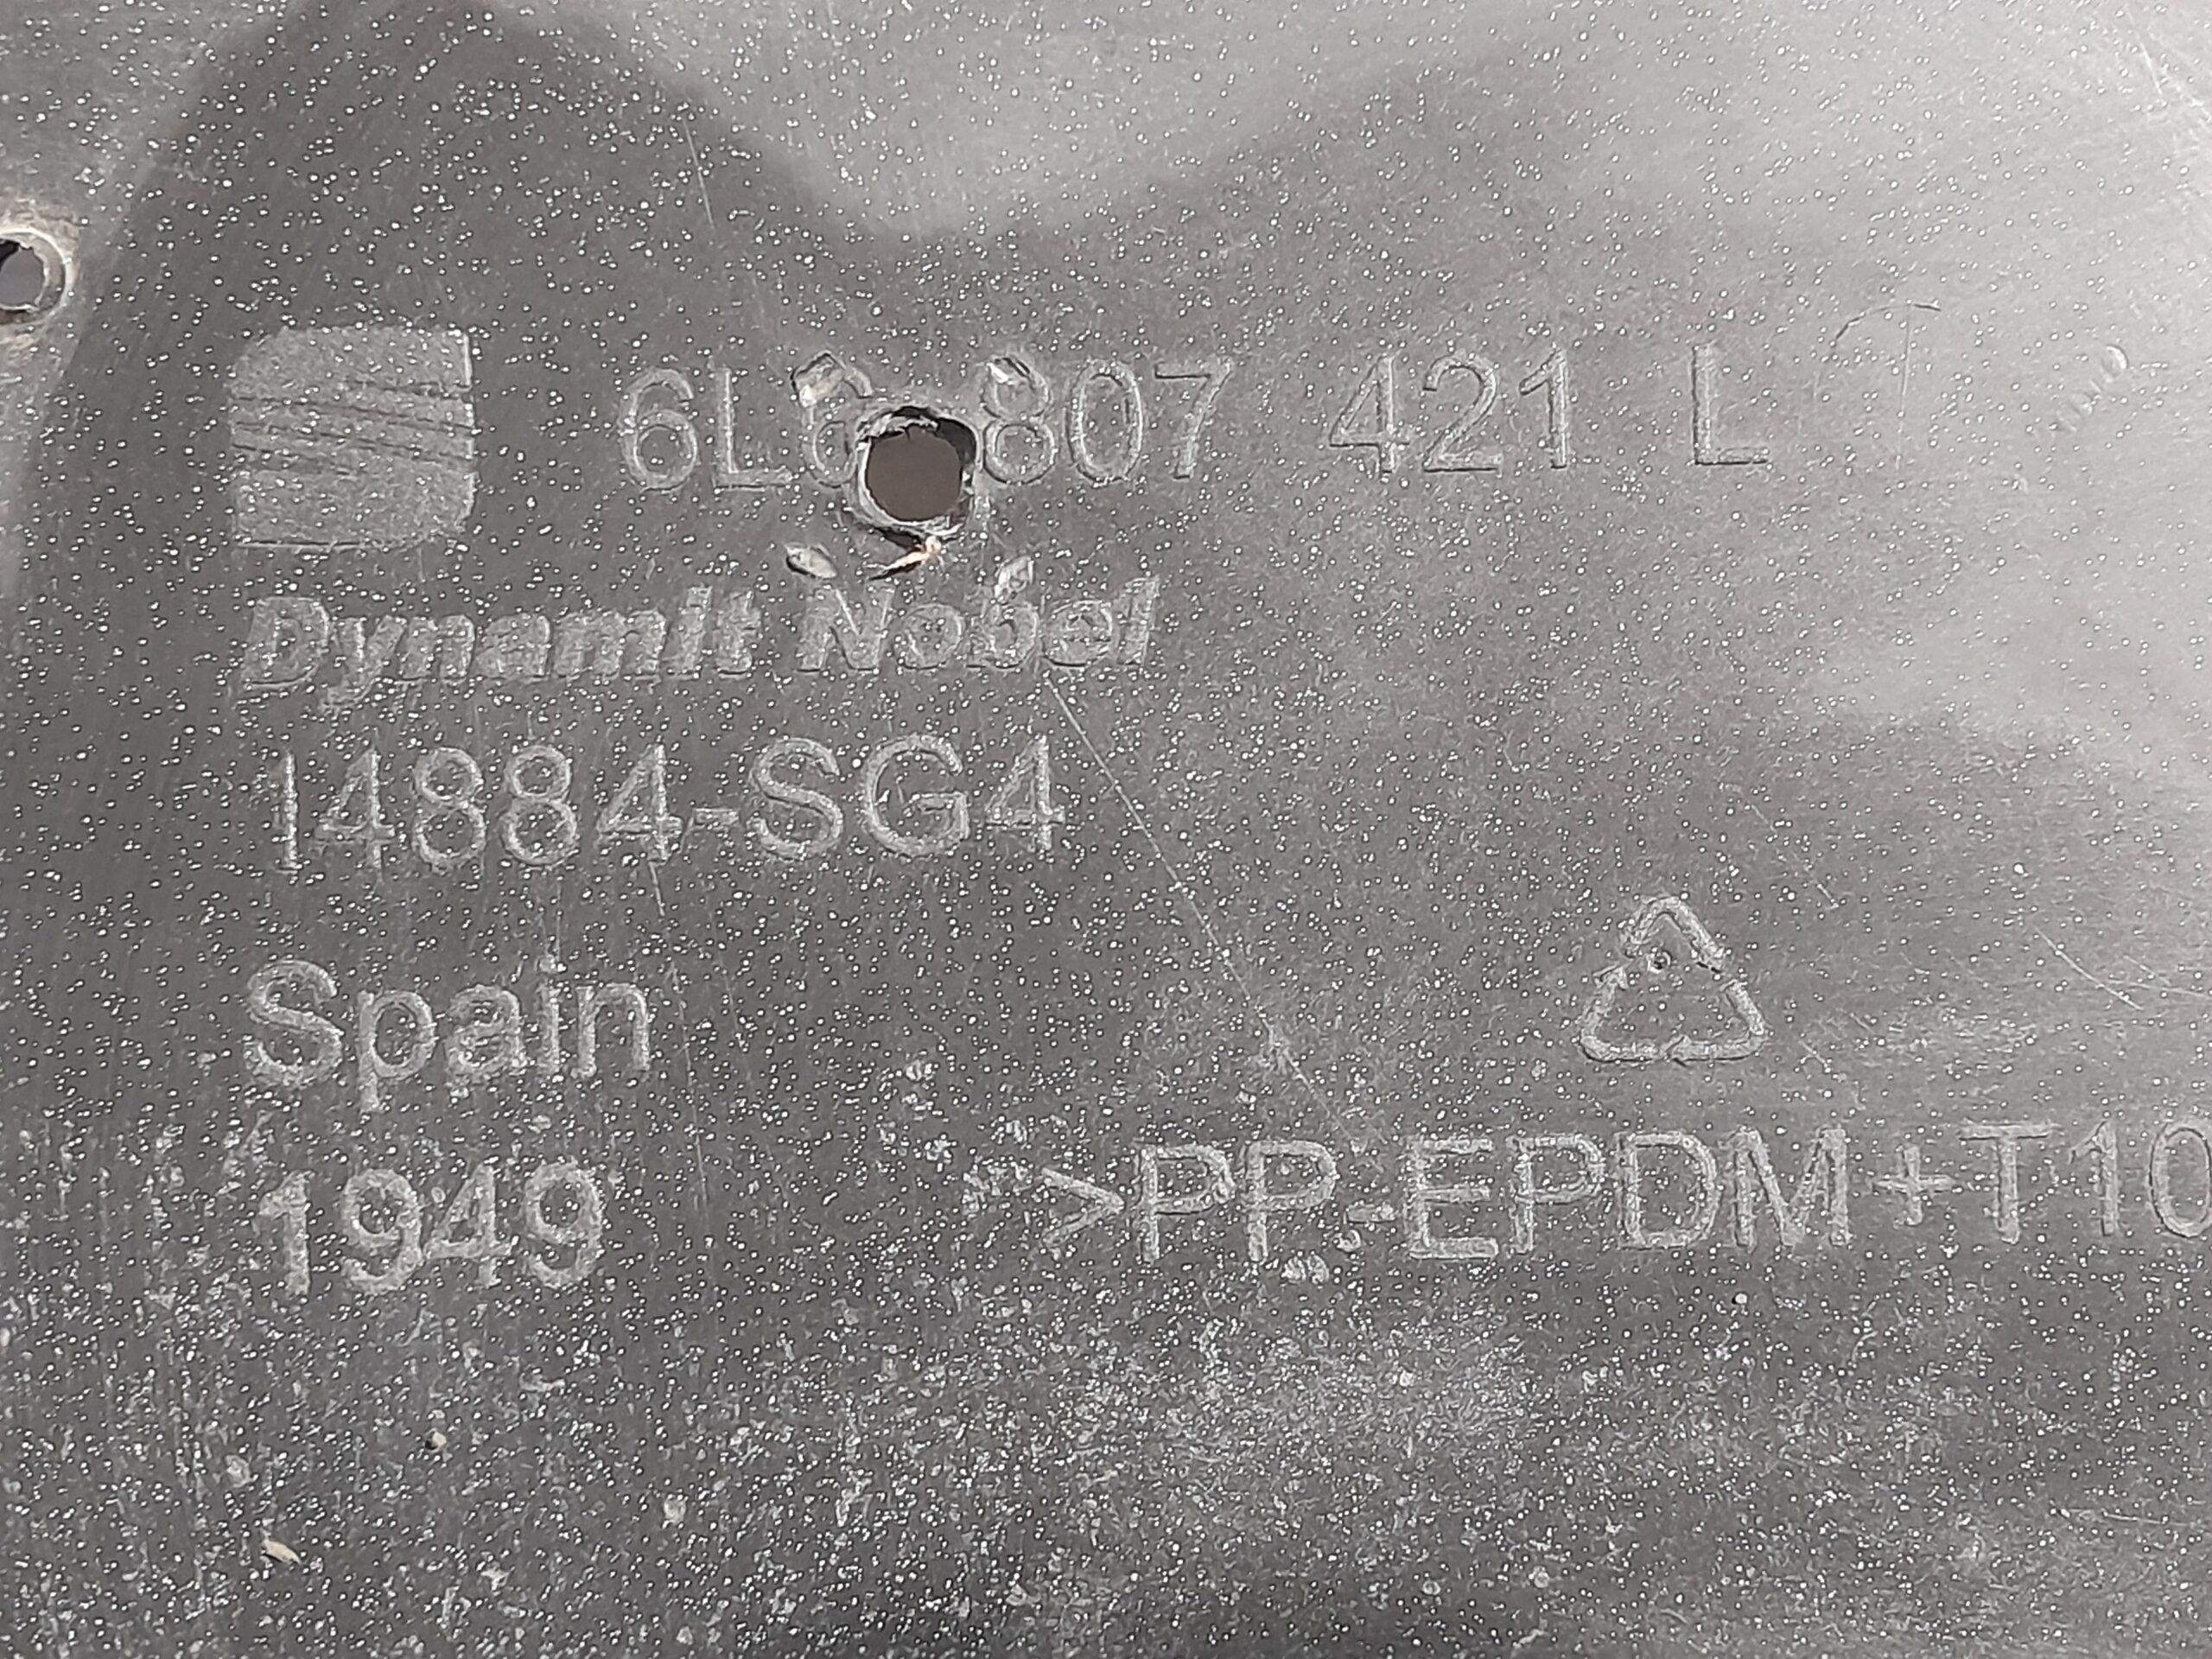 6L6 807 421 L
Dynamit Nobel
14884-SG4
Spain
1949
>PP-EPDM+T10